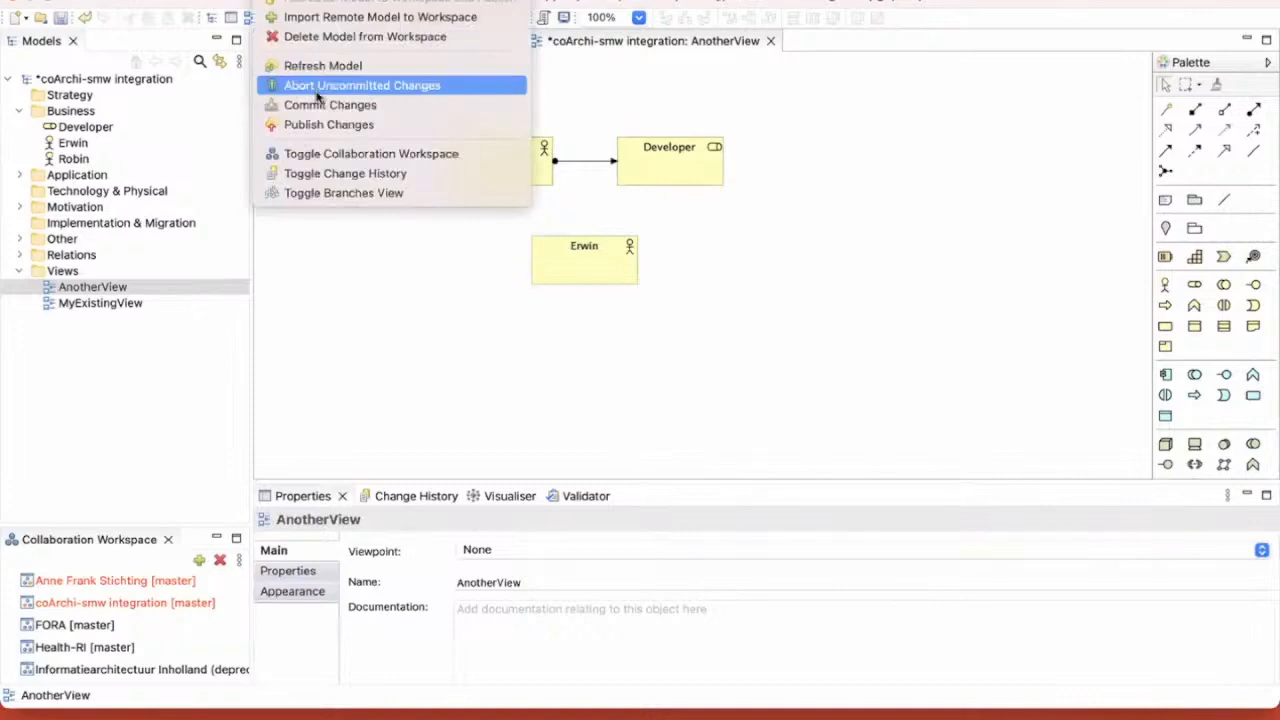 Import Remote Model to Workspace
100%
Models
*coArchi-smw integration: AnotherView
Delete Model from Workspace
Palette
Refresh Model
*coArchi-smw integration
Abort Uncommitted Changes
Strategy
Commit Changes
Business
Publish Changes
Developer
Erwin
Developer
Toggle Collaboration Workspace
Robin
Toggle Change History
Application
Technology & Physical
Toggle Branches View
Motivation
Implementation & Migration
Other
Erwin
Relations
Views
AnotherView
MyExistingView
Properties
Change History
Visualiser
Validator
AnotherView
Collaboration Workspace
Main
Viewpoint:
None
Properties
Anne Frank Stichting [master]
Name:
AnotherView
Appearance
coArchi-smw integration [master]
Documentation:
Add documentation relating to this object here
FORA [master]
Health-RI [master]
Informatiearchitectuur Inholland (deprec
AnotherView